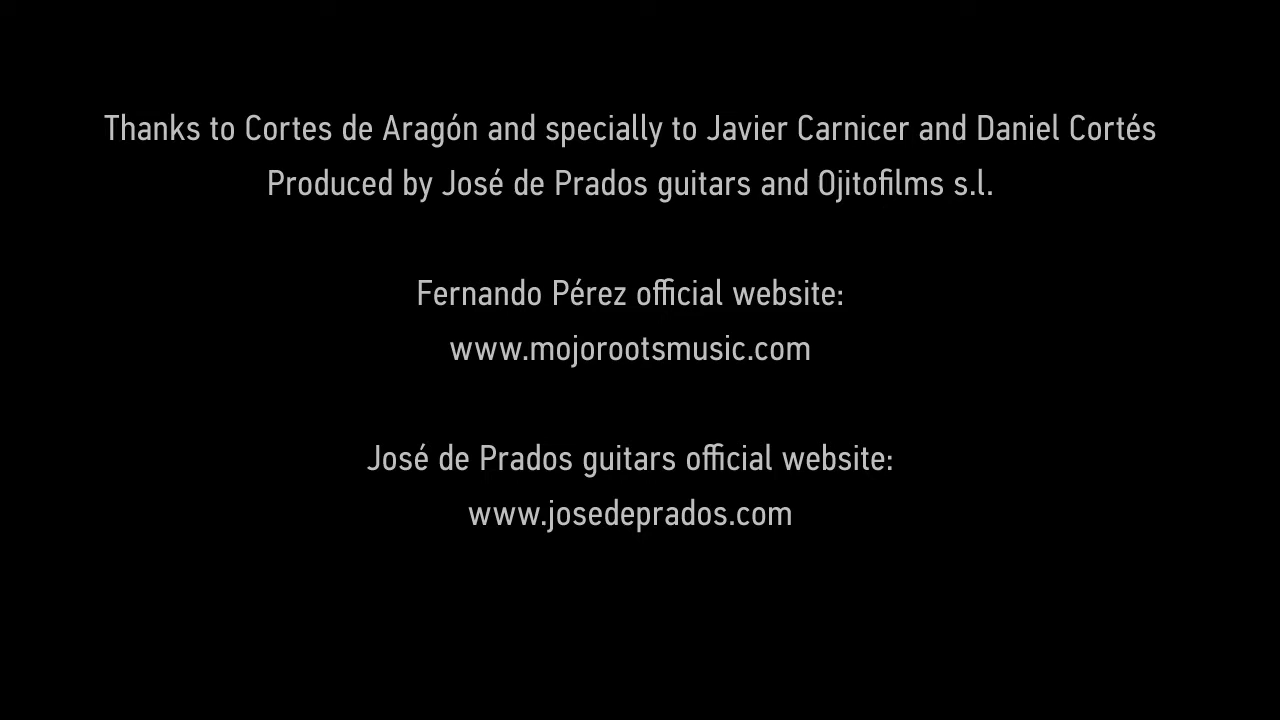 Thanks to Cortes de Aragón and specially to Javier Carnicer and Daniel Cortés
Produced by José de Prados guitars and Ojitofilms s.l.
Fernando Pérez official website:
www.mojorootsmusic.com
José de Prados guitars official website:
www.josedeprados.com